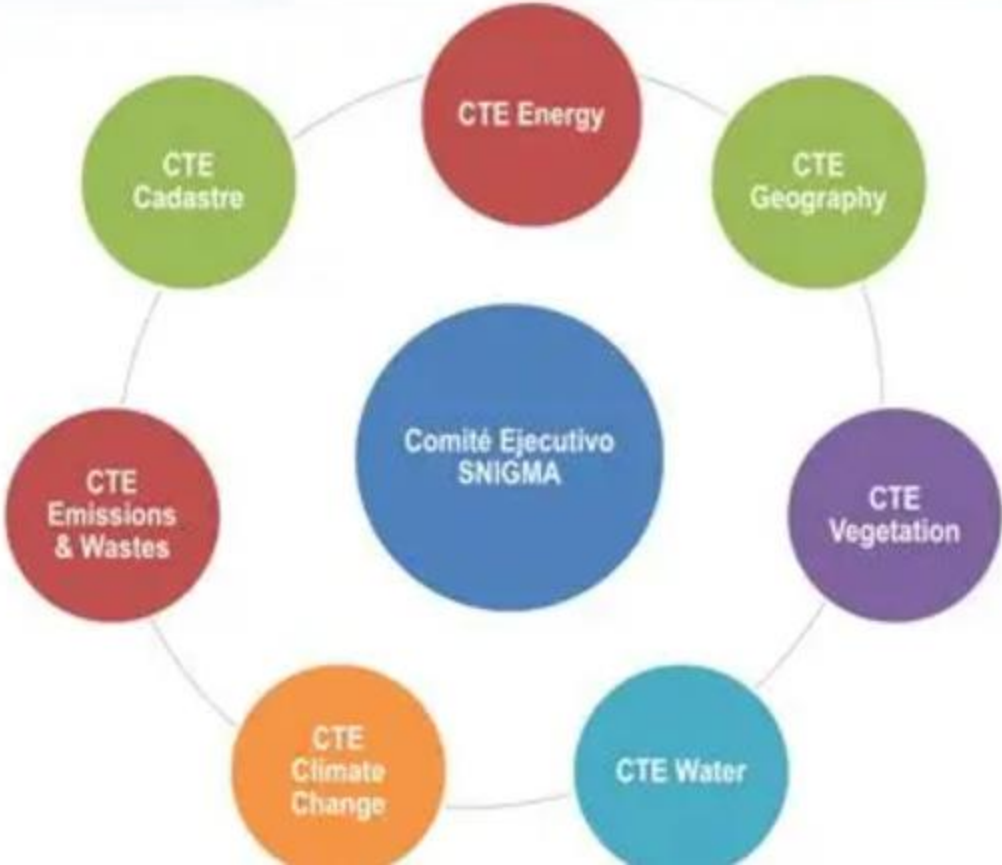 CTE Energy
CTE
Cadastre
CTE
Geography
Comité Ejecutivo
SNIGMA
CTE
Emissions
& Wastes
CTE
Vegetation
CTE
Climate
Change
CTE Water